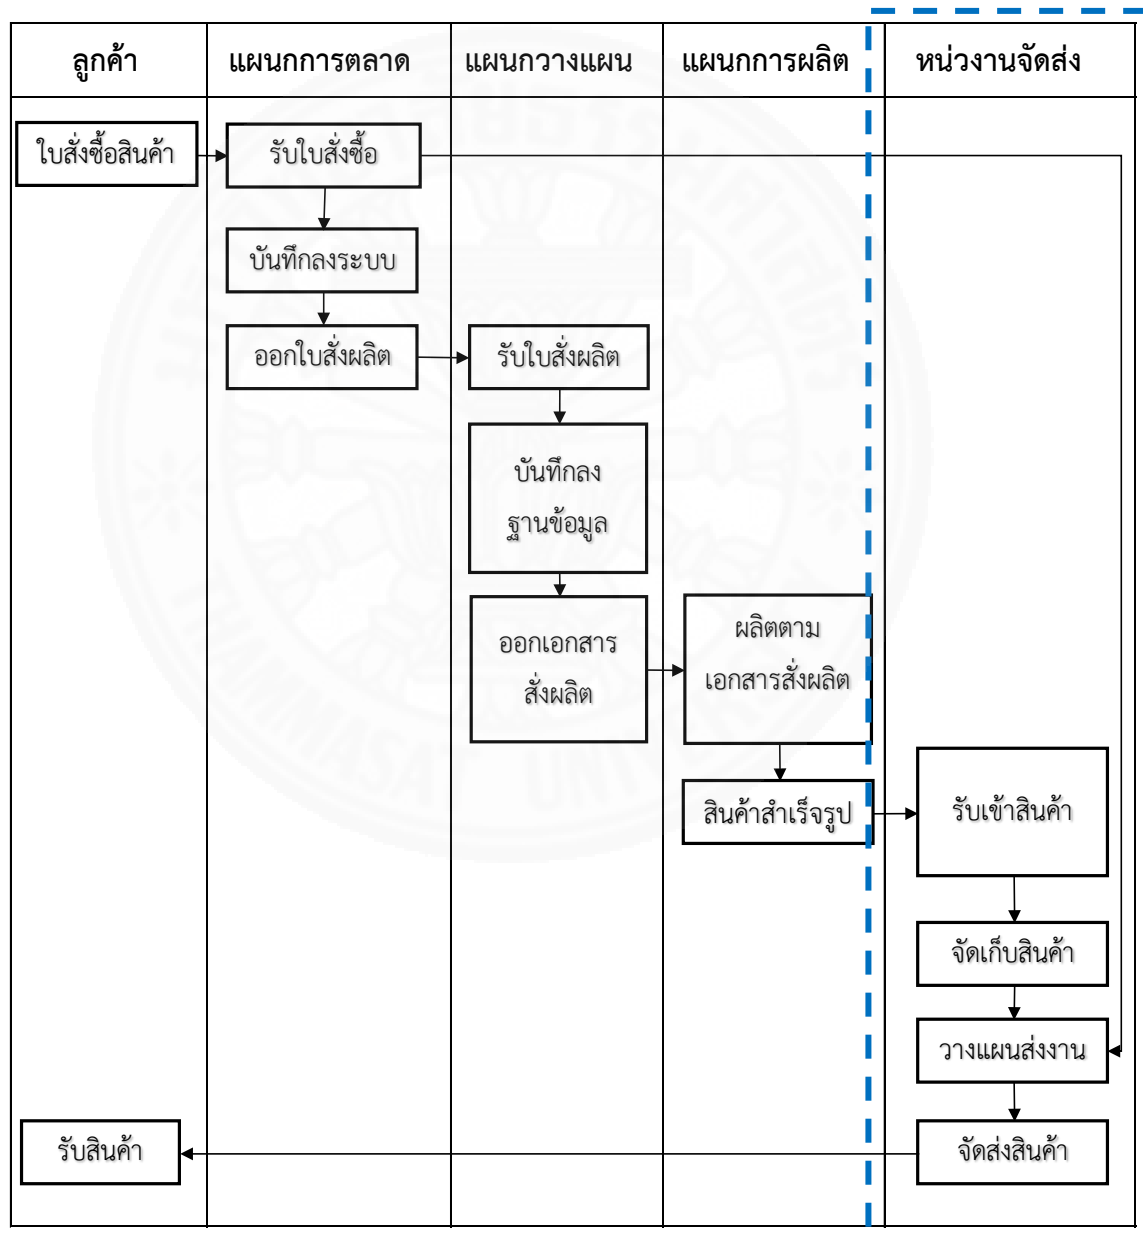 ลูกค้า
แผนกการตลาด
แผนกวางแผน
แผนกการผลิต
หน่วงานจัดส่ง
ใบสั่งซื้อสินค้า
รับใบสั่งซื้อ
บันทึกลงระบบ
ออกใบสั่งผลิต
รับใบสั่งผลิต
บันทึกลง
ฐานข้อมูล
ออกเอกสาร
สั่งผลิต
ผลิตตาม
เอกสารสั่งผลิต
สินค้าสำเร็จรูป
รับเข้าสินค้า
จัดเก็บสินค้า
วางแผนส่งงาน
จัดส่งสินค้า
รับสินค้า